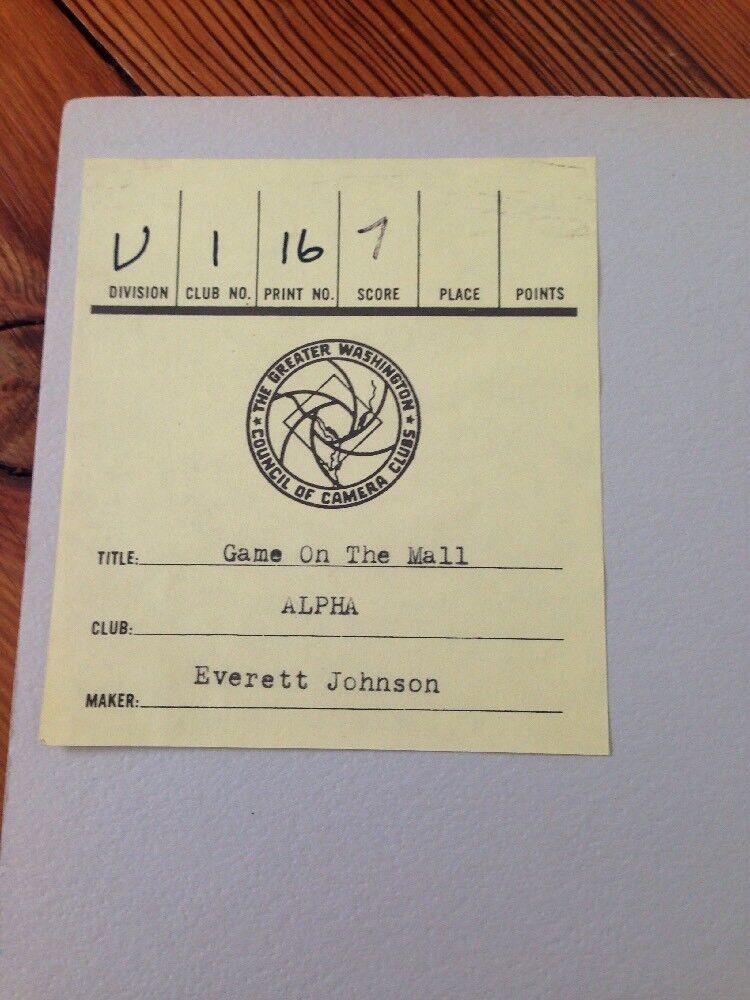 V 1 16 7
DIVISION CLUB NO. PRINT NO. SCORE PLACE POINTS
★ THE GREATER WASHINGTON ★
COUNCIL OF CAMERA CLUBS
TITLE: Game On The Mall
CLUB: ALPHA
MAKER: Everett Johnson